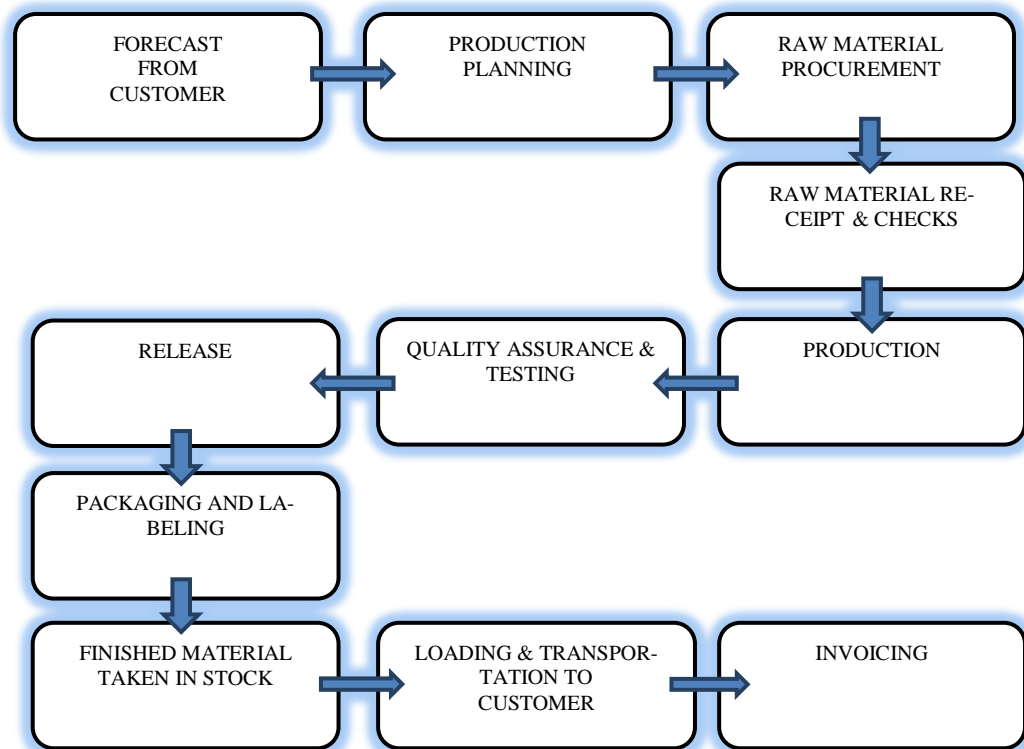 FORECAST
FROM
CUSTOMER
PRODUCTION
PLANNING
RAW MATERIAL
PROCUREMENT
RAW MATERIAL RE-
CEIPT & CHECKS
PRODUCTION
QUALITY ASSURANCE &
TESTING
RELEASE
PACKAGING AND LA-
BELING
FINISHED MATERIAL
TAKEN IN STOCK
LOADING & TRANSPOR-
TATION TO
CUSTOMER
INVOICING